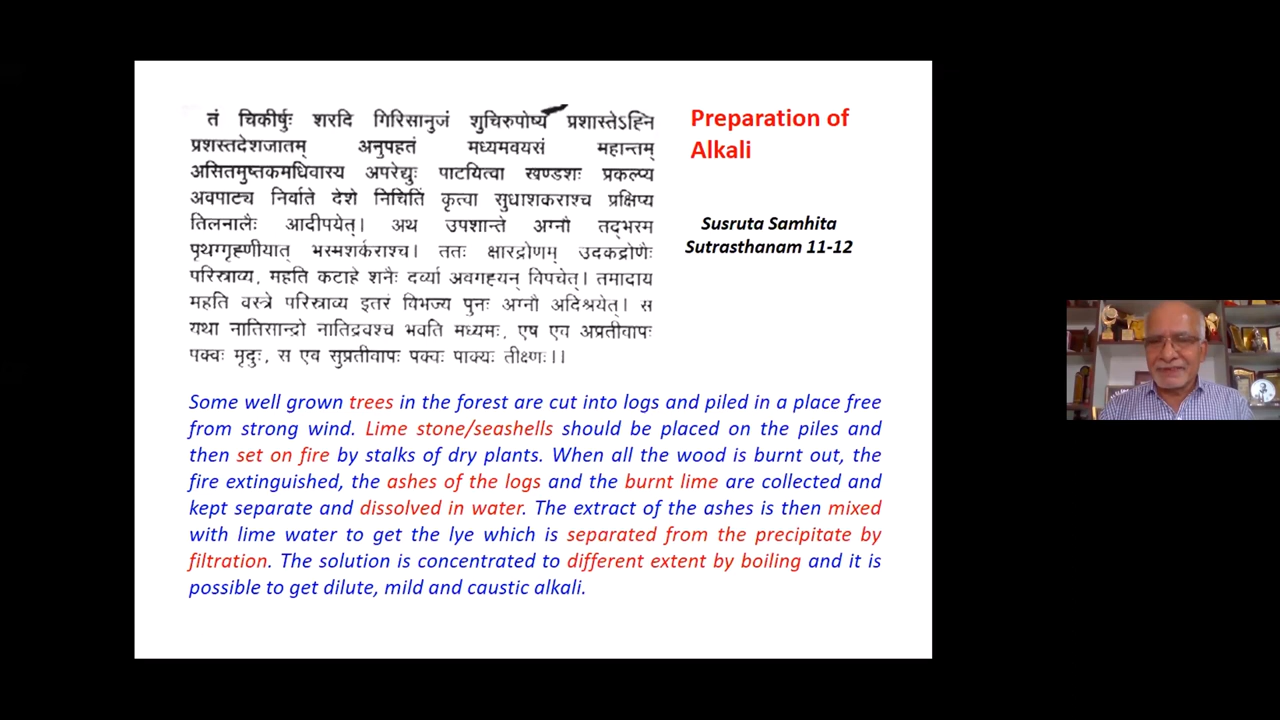 तं चिकीर्षुः शरदि गिरिसानुजं शुचिरुपोष्य प्रशास्तेऽह्नि
प्रशस्तदेशजातम् अनुपहतं मध्यमवयसं महान्तम्
असितमुष्तकमधिवास्य अपरेद्युः पाटयित्वा खण्डशः प्रकल्प्य
अवपाट्य निर्वाते देशे निचितिं कृत्वा सुधाशकराश्च प्रक्षिप्य
तिलनालैः आदीपयेत्। अथ उपशान्ते अग्नौ तद्भरम
पृथग्गृह्णीयात् भरमशर्कराश्च। ततः क्षारद्रोणम् उदकद्रोणैः
परिस्राव्य, महति कटाहे शनैः दर्व्या अवगह्यन् विपचेत्। तमादाय
महति वस्त्रे परिस्राव्य इतरं विभज्य पुनः अग्नौ अदिश्रयेत्। स
यथा नातिसान्द्रो नातिद्रवश्च भवति मध्यमः, एष एव अप्रतीवापः
पक्वः मृदुः, स एव सुप्रतीवापः पक्वः पाक्यः तीक्ष्णः।।
Preparation of
Alkali
Susruta Samhita
Sutrasthanam 11-12
Some well grown trees in the forest are cut into logs and piled in a place free
from strong wind. Lime stone/seashells should be placed on the piles and
then set on fire by stalks of dry plants. When all the wood is burnt out, the
fire extinguished, the ashes of the logs and the burnt lime are collected and
kept separate and dissolved in water. The extract of the ashes is then mixed
with lime water to get the lye which is separated from the precipitate by
filtration. The solution is concentrated to different extent by boiling and it is
possible to get dilute, mild and caustic alkali.